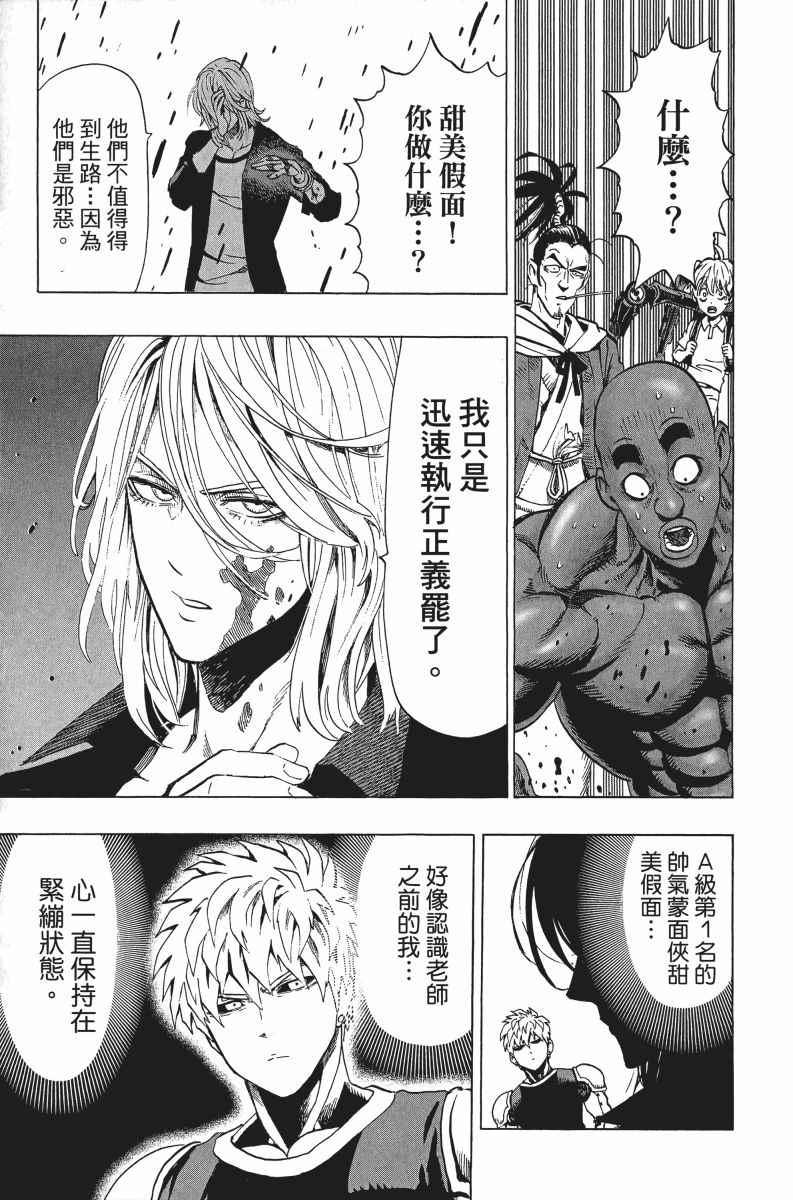 什麼⋯？
甜美假面！
你做什麼⋯？
他們不值得得
到生路⋯因為
他們是邪惡。
我只是
迅速執行正義罷了。
A級第1名的
帥氣蒙面俠甜
美假面⋯
好像認識老師
之前的我⋯
心一直保持在
緊繃狀態。